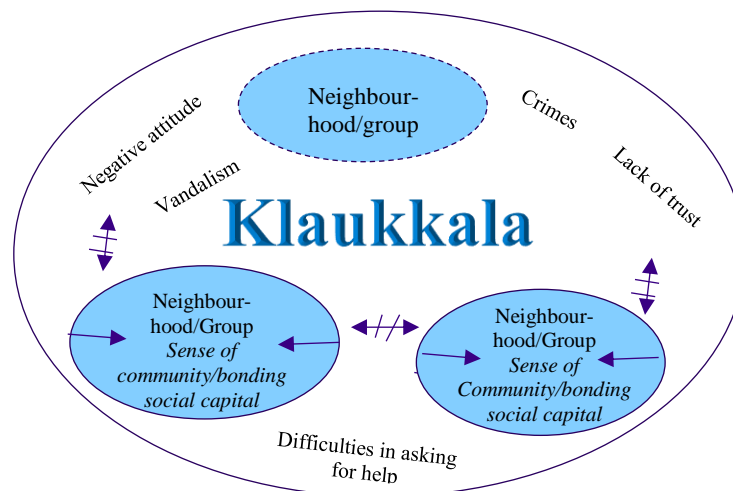 Neighbour-
hood/group
Crimes
Negative attitude
Lack of trust
Vandalism
Klaukkala
Neighbour-
hood/Group
Sense of
community/bonding
social capital
Neighbour-
hood/Group
Sense of
Community/bonding
social capital
Difficulties in asking
for help